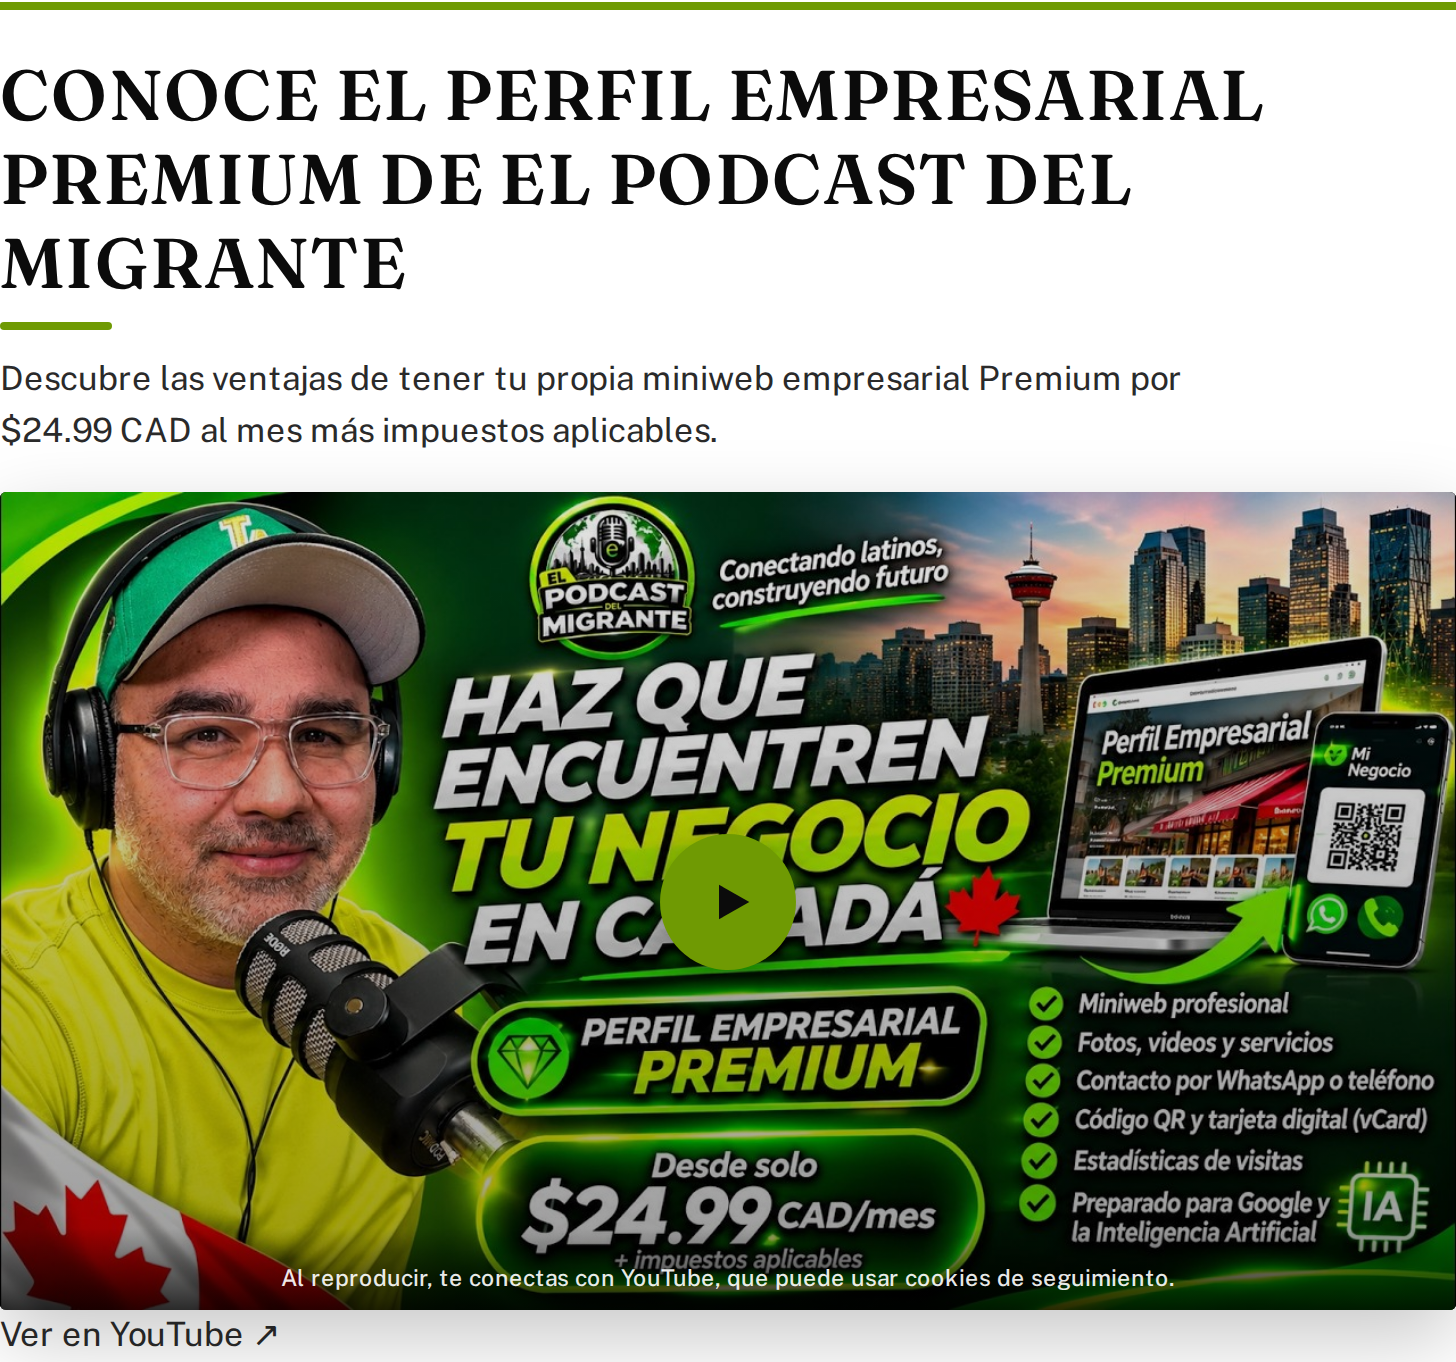 CONOCE EL PERFIL EMPRESARIAL
PREMIUM DE EL PODCAST DEL
MIGRANTE
Descubre las ventajas de tener tu propia miniweb empresarial Premium por
$24.99 CAD al mes más impuestos aplicables.
EL
PODCAST
DEL
MIGRANTE
Conectando latinos,
construyendo futuro
HAZ QUE
ENCUENTREN
TU NEGOCIO
EN CANADÁ
Perfil Empresarial
Premium
Mi
Negocio
RØDE
PERFIL EMPRESARIAL
PREMIUM
Desde solo
$24.99 CAD/mes
+ impuestos aplicables
Miniweb profesional
Fotos, videos y servicios
Contacto por WhatsApp o teléfono
Código QR y tarjeta digital (vCard)
Estadísticas de visitas
Preparado para Google y
la Inteligencia Artificial
IA
Al reproducir, te conectas con YouTube, que puede usar cookies de seguimiento.
Ver en YouTube ↗